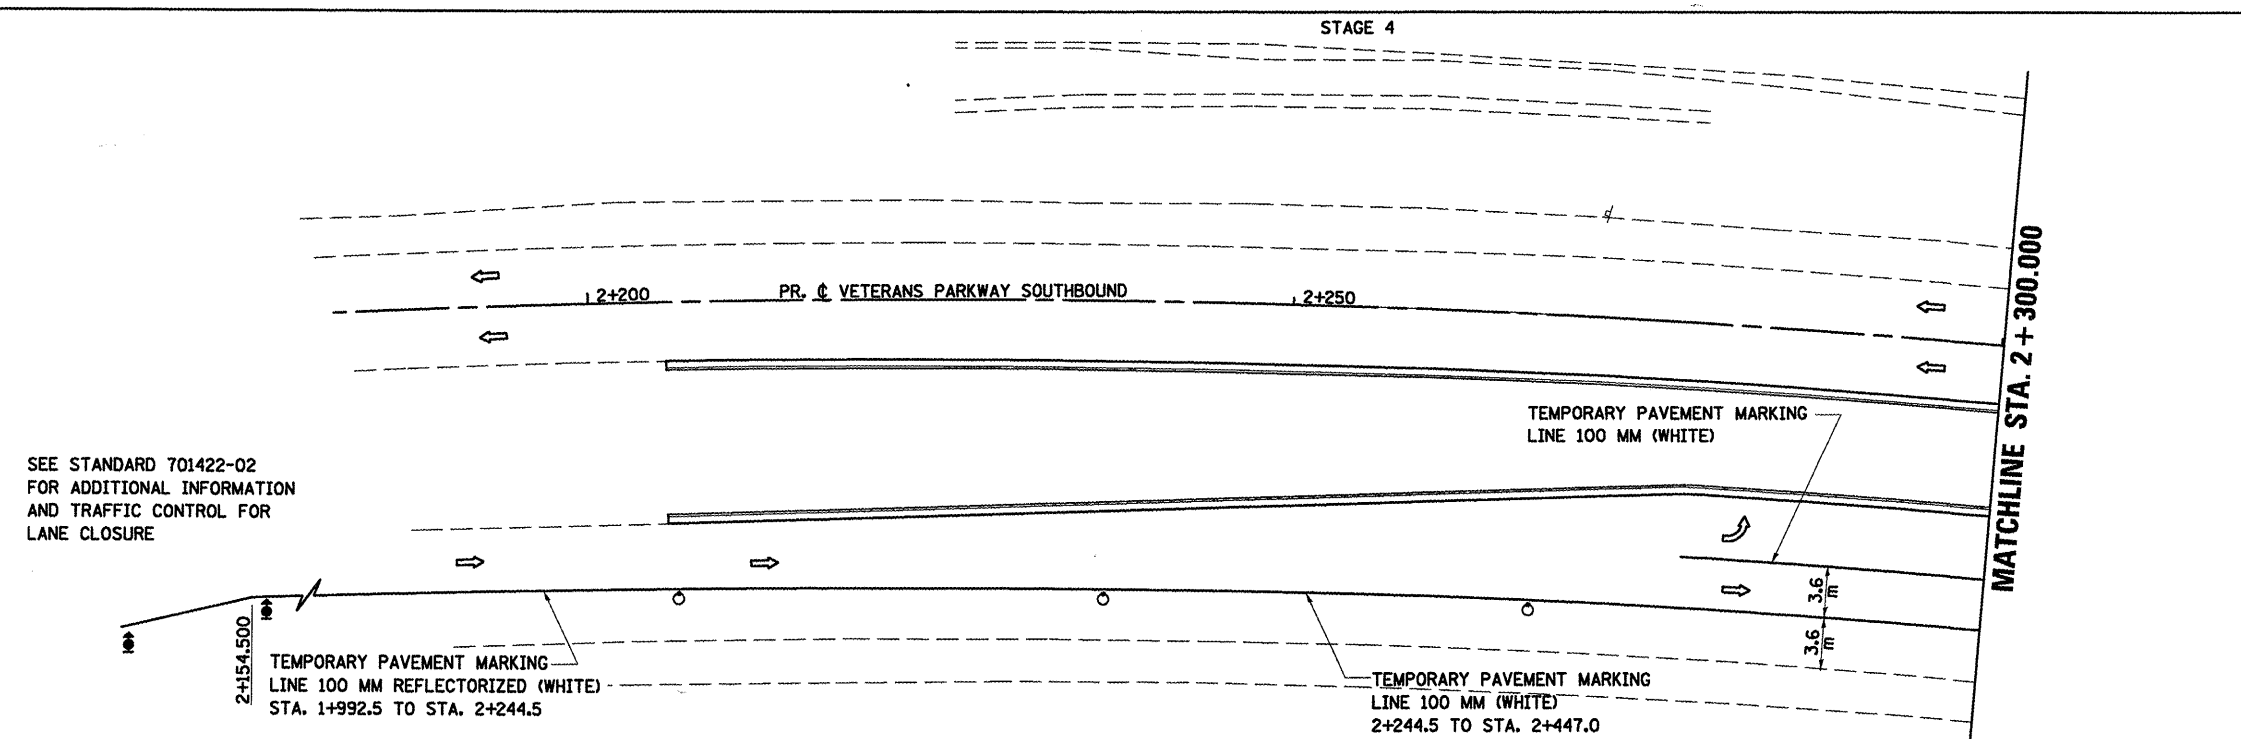 STAGE 4
2+200
PR. ℄ VETERANS PARKWAY SOUTHBOUND
2+250
MATCHLINE STA. 2+300.000
TEMPORARY PAVEMENT MARKING
LINE 100 MM (WHITE)
SEE STANDARD 701422-02
FOR ADDITIONAL INFORMATION
AND TRAFFIC CONTROL FOR
LANE CLOSURE
3.6
m
3.6
m
2+154.500
TEMPORARY PAVEMENT MARKING
LINE 100 MM REFLECTORIZED (WHITE)
STA. 1+992.5 TO STA. 2+244.5
TEMPORARY PAVEMENT MARKING
LINE 100 MM (WHITE)
2+244.5 TO STA. 2+447.0